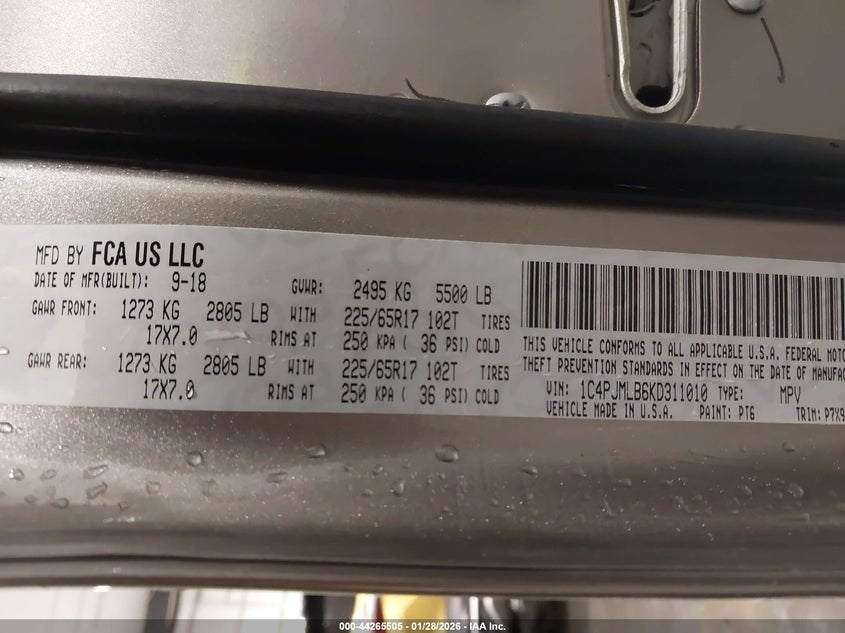 MFD BY FCA US LLC
DATE OF MFR(BUILT): 9-18 GVWR: 2495 KG 5500 LB
GAWR FRONT: 1273 KG 2805 LB WITH 225/65R17 102T TIRES
17X7.0 RIMS AT 250 KPA ( 36 PSI) COLD
GAWR REAR: 1273 KG 2805 LB WITH 225/65R17 102T TIRES
17X7.0 RIMS AT 250 KPA ( 36 PSI) COLD
THIS VEHICLE CONFORMS TO ALL APPLICABLE U.S.A. FEDERAL MOTO
THEFT PREVENTION STANDARDS IN EFFECT ON THE DATE OF MANUFAC
VIN: 1C4PJMLB6KD311010 TYPE: MPV
VEHICLE MADE IN U.S.A. PAINT: PT6 TRIM: P7X9
000-44265505 - 01/28/2026 - IAA Inc.